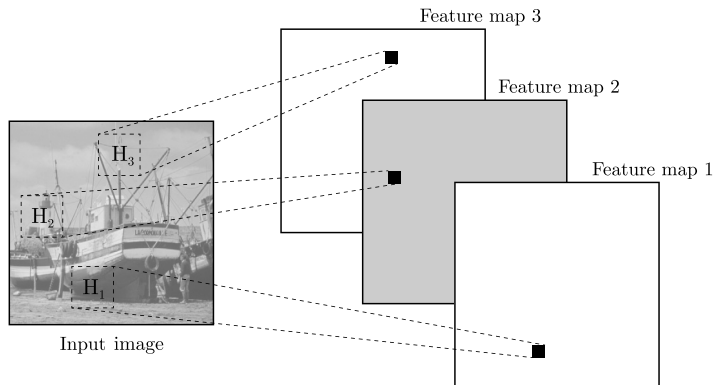 Feature map 3
Feature map 2
Feature map 1
H₃
H₂
H₁
Input image